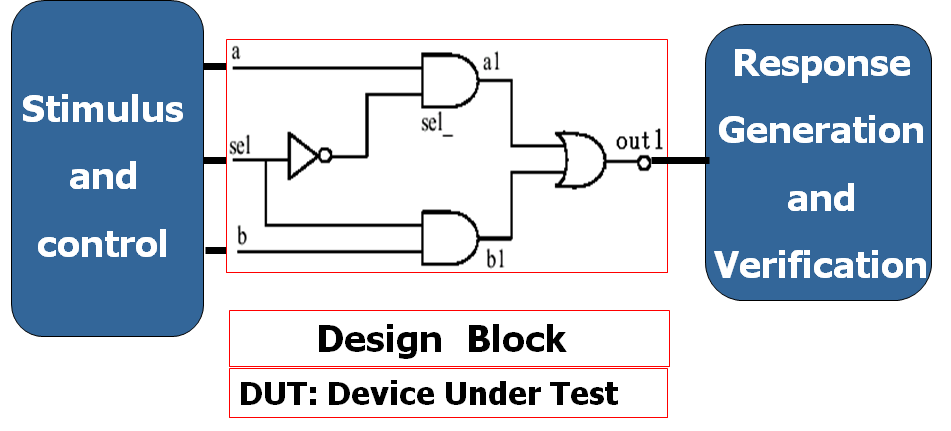 Stimulus
and
control
a
sel
b
a1
sel_
b1
out1
Response
Generation
and
Verification
Design Block
DUT: Device Under Test